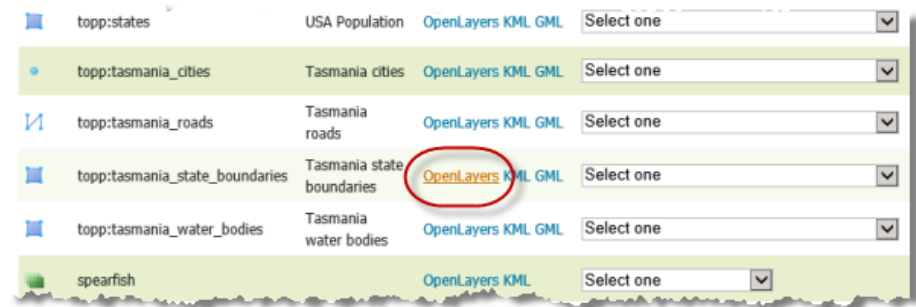 topp:states USA Population OpenLayers KML GML Select one
topp:tasmania_cities Tasmania cities OpenLayers KML GML Select one
topp:tasmania_roads Tasmania roads OpenLayers KML GML Select one
topp:tasmania_state_boundaries Tasmania state boundaries OpenLayers KML GML Select one
topp:tasmania_water_bodies Tasmania water bodies OpenLayers KML GML Select one
spearfish OpenLayers KML Select one